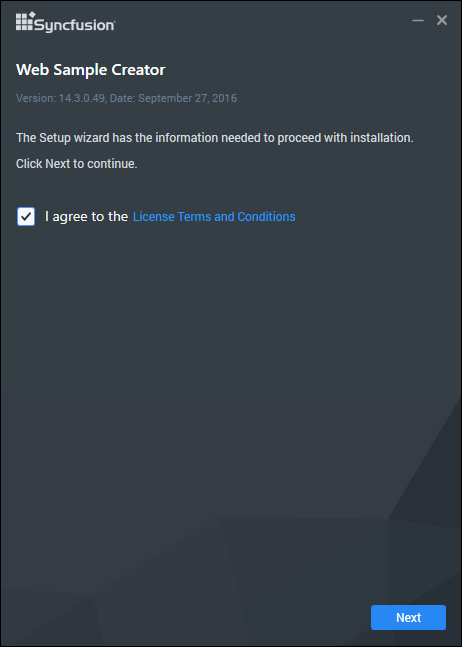 Syncfusion
Web Sample Creator
Version: 14.3.0.49, Date: September 27, 2016
The Setup wizard has the information needed to proceed with installation.
Click Next to continue.
I agree to the License Terms and Conditions
Next